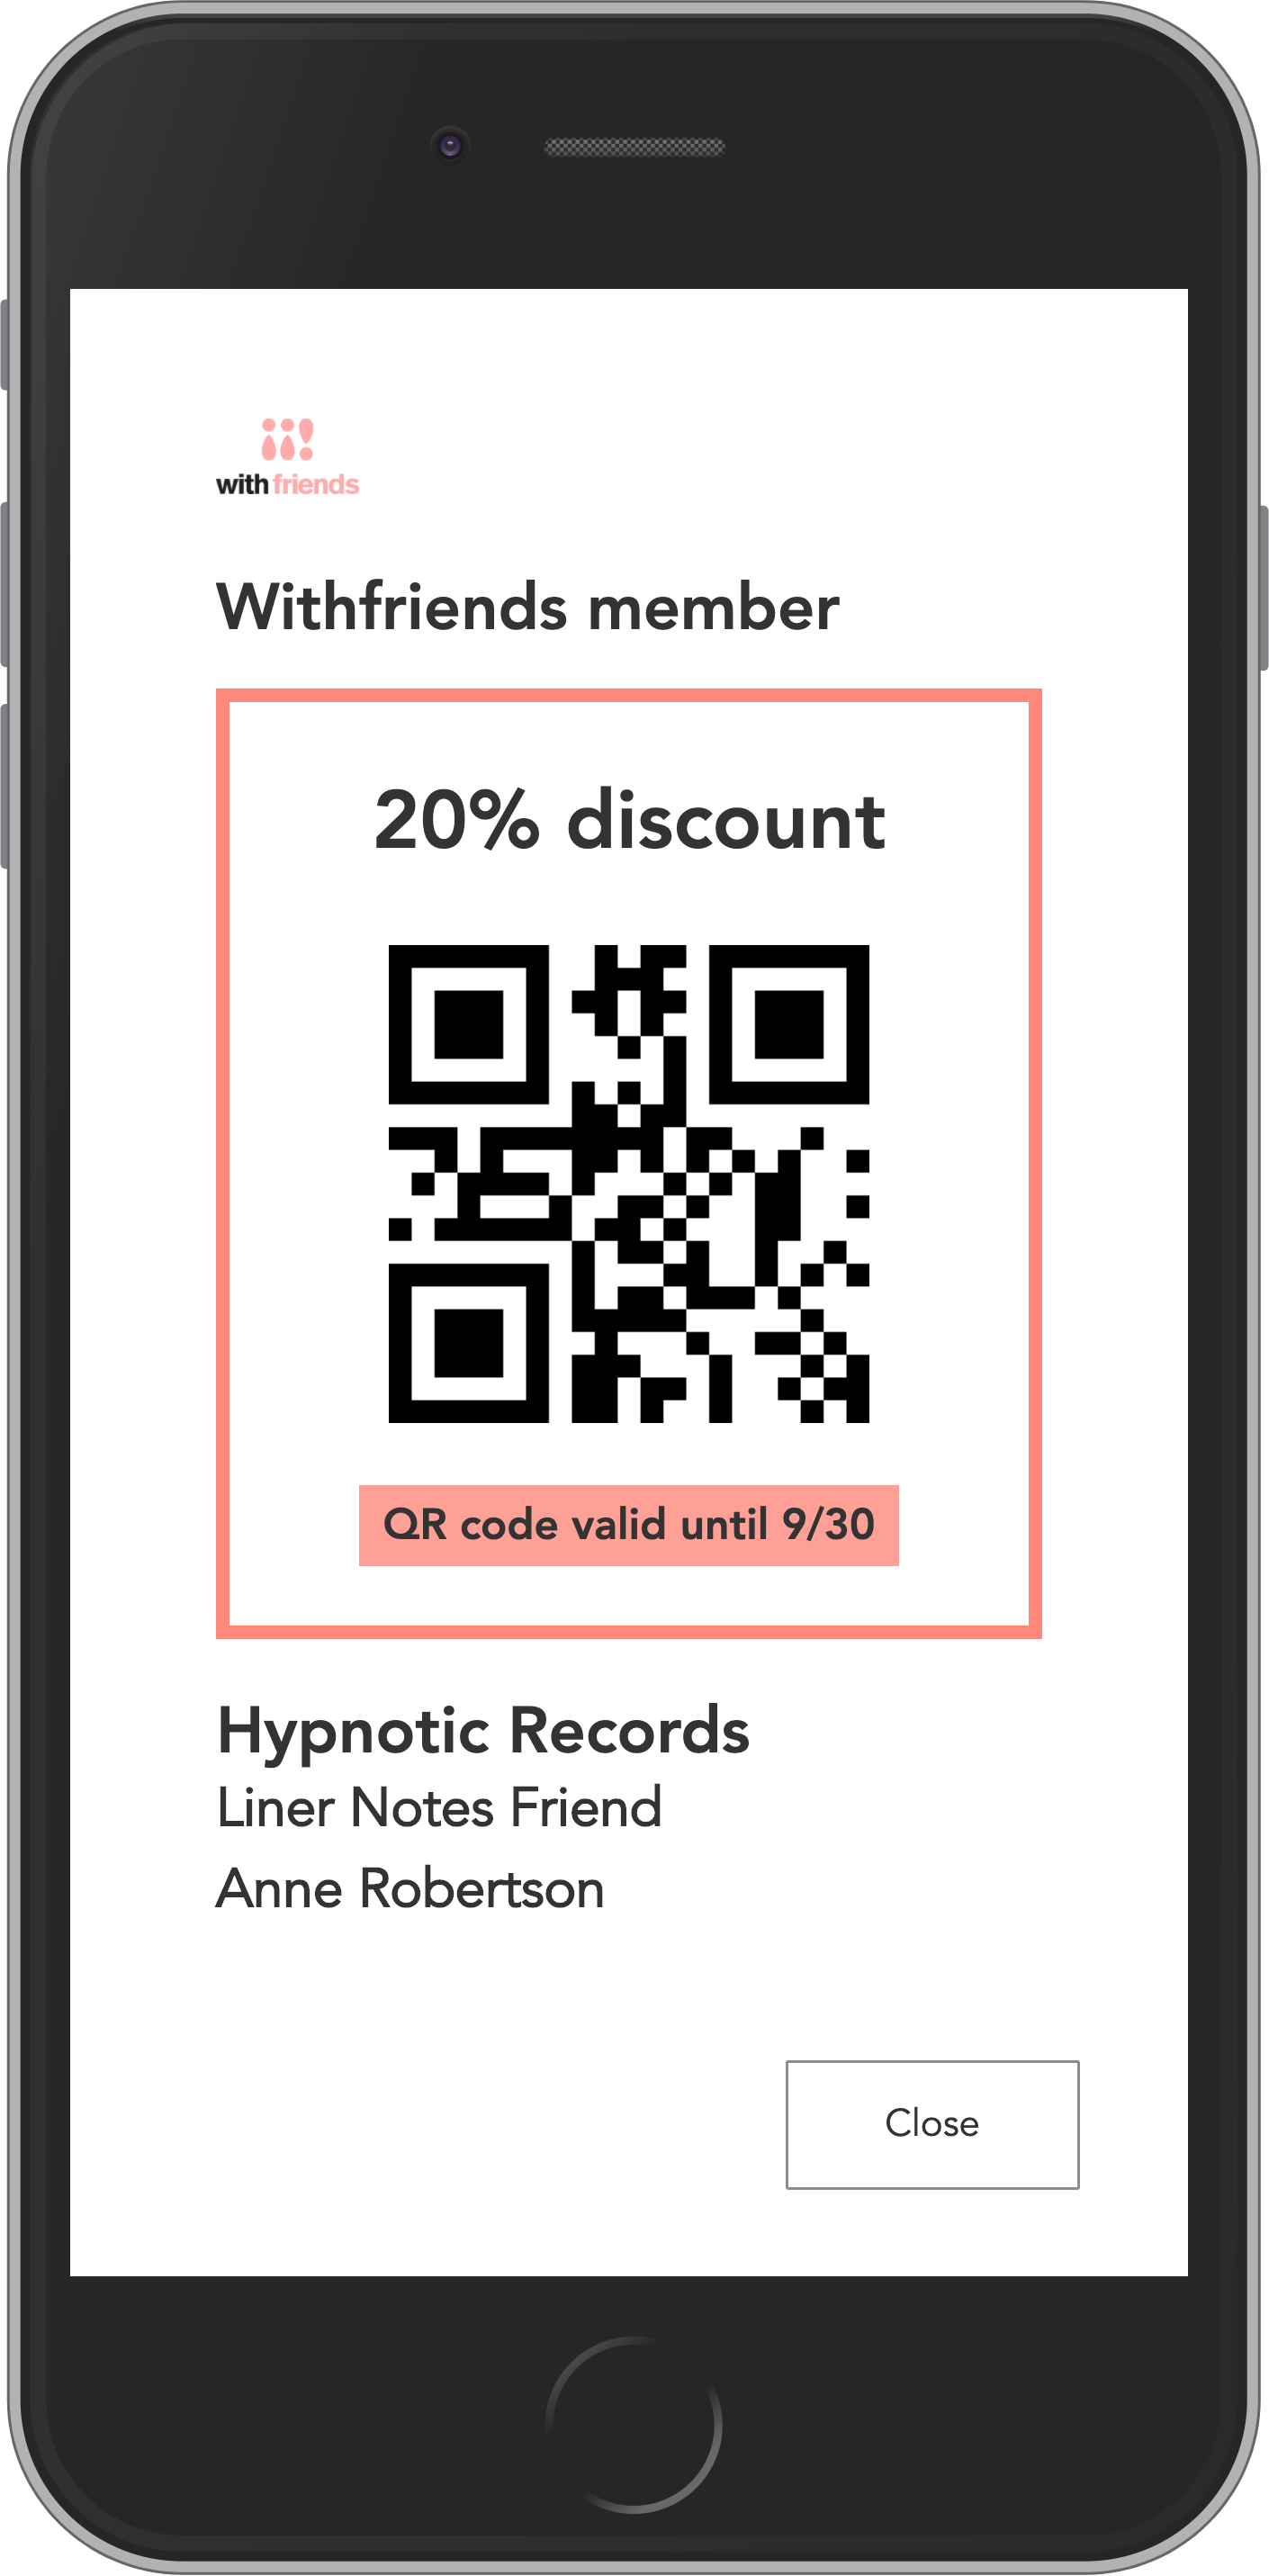 with friends
Withfriends member
20% discount
QR code valid until 9/30
Hypnotic Records
Liner Notes Friend
Anne Robertson
Close